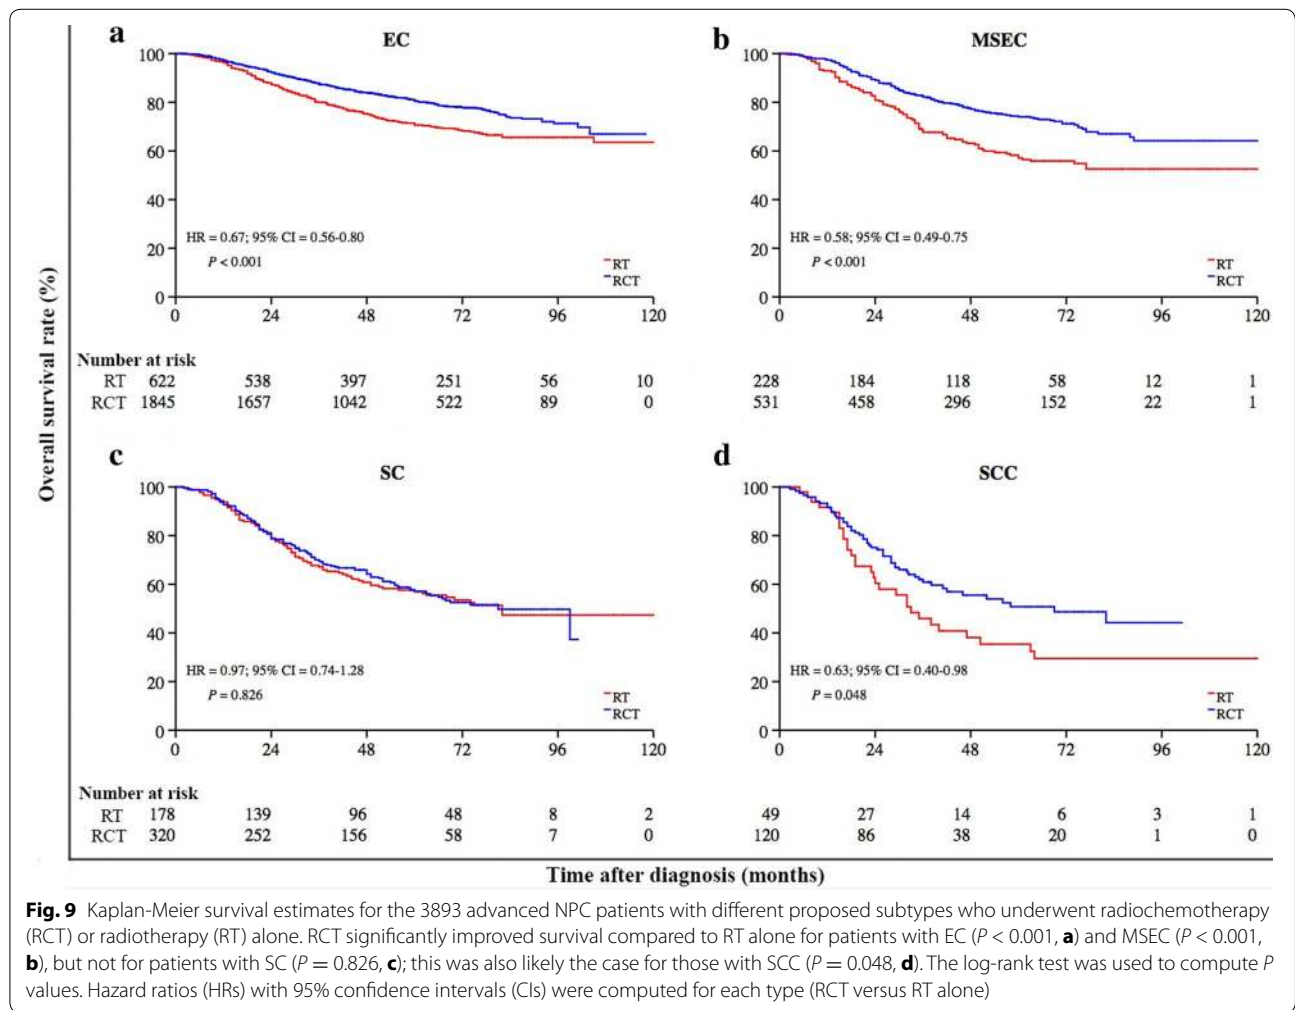 a
EC
100
80
60
40
20
0
HR = 0.67; 95% CI = 0.56-0.80
P < 0.001
RT
RCT
0 24 48 72 96 120
b
MSEC
100
80
60
40
20
0
HR = 0.58; 95% CI = 0.49-0.75
P < 0.001
RT
RCT
0 24 48 72 96 120
Number at risk
RT 622 538 397 251 56 10 228 184 118 58 12 1
RCT 1845 1657 1042 522 89 0 531 458 296 152 22 1
Overall survival rate (%)
c
SC
100
80
60
40
20
0
HR = 0.97; 95% CI = 0.74-1.28
P = 0.826
RT
RCT
0 24 48 72 96 120
d
SCC
100
80
60
40
20
0
HR = 0.63; 95% CI = 0.40-0.98
P = 0.048
RT
RCT
0 24 48 72 96 120
Number at risk
RT 178 139 96 48 8 2 49 27 14 6 3 1
RCT 320 252 156 58 7 0 120 86 38 20 1 0
Time after diagnosis (months)
Fig. 9 Kaplan-Meier survival estimates for the 3893 advanced NPC patients with different proposed subtypes who underwent radiochemotherapy
(RCT) or radiotherapy (RT) alone. RCT significantly improved survival compared to RT alone for patients with EC (P < 0.001, a) and MSEC (P < 0.001,
b), but not for patients with SC (P = 0.826, c); this was also likely the case for those with SCC (P = 0.048, d). The log-rank test was used to compute P
values. Hazard ratios (HRs) with 95% confidence intervals (CIs) were computed for each type (RCT versus RT alone)